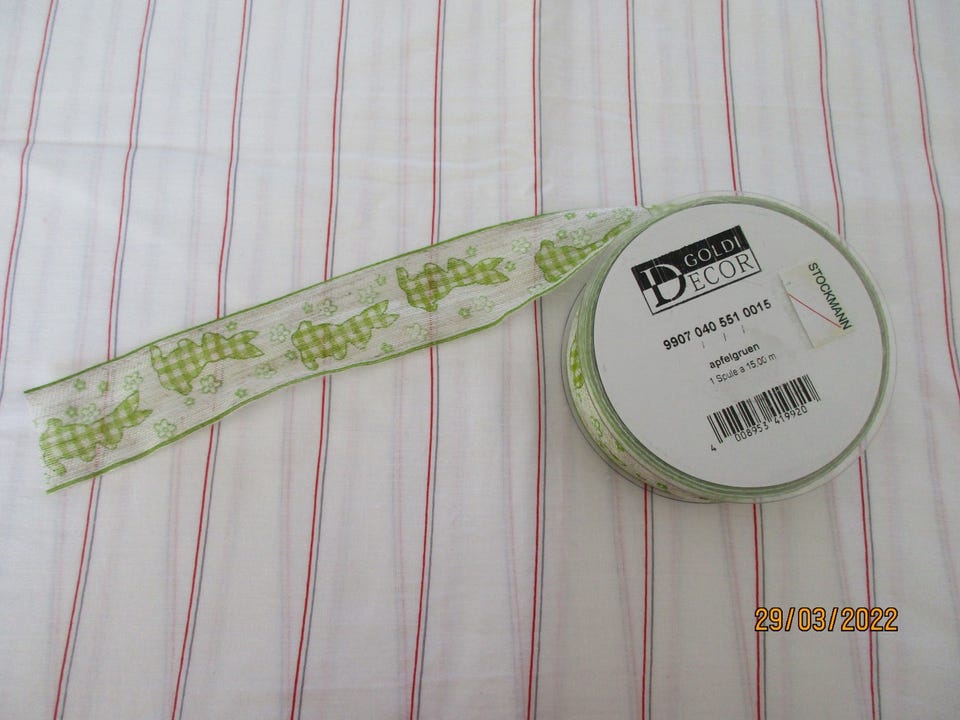 GOLDI
DECOR
STOCKMANN
9907 040 551 0015
apfelgruen
1 Spule a 15,00 m
4 008953 419920
29/03/2022